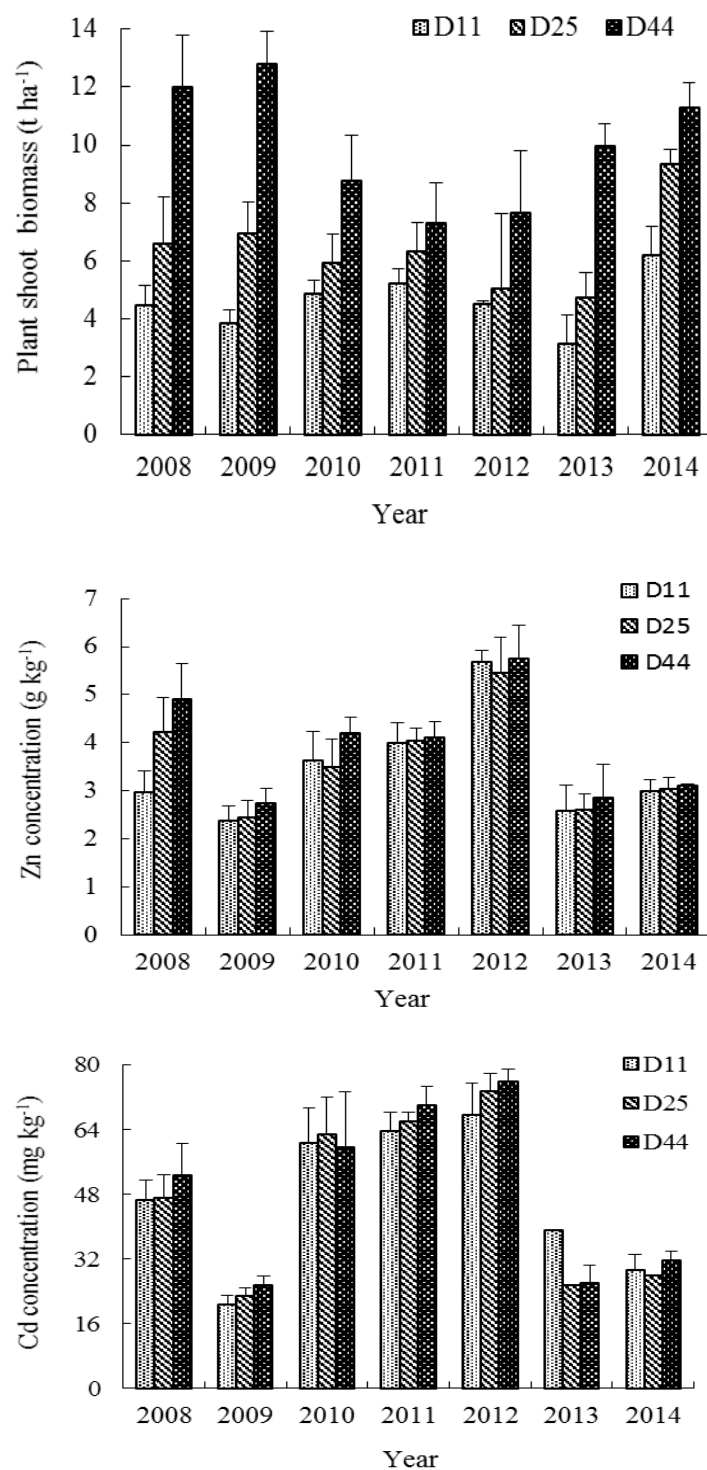 Plant shoot biomass (t ha⁻¹)
14
12
10
8
6
4
2
0
D11 D25 D44
2008 2009 2010 2011 2012 2013 2014
Year
Zn concentration (g kg⁻¹)
7
6
5
4
3
2
1
0
D11
D25
D44
2008 2009 2010 2011 2012 2013 2014
Year
Cd concentration (mg kg⁻¹)
80
64
48
32
16
0
D11
D25
D44
2008 2009 2010 2011 2012 2013 2014
Year